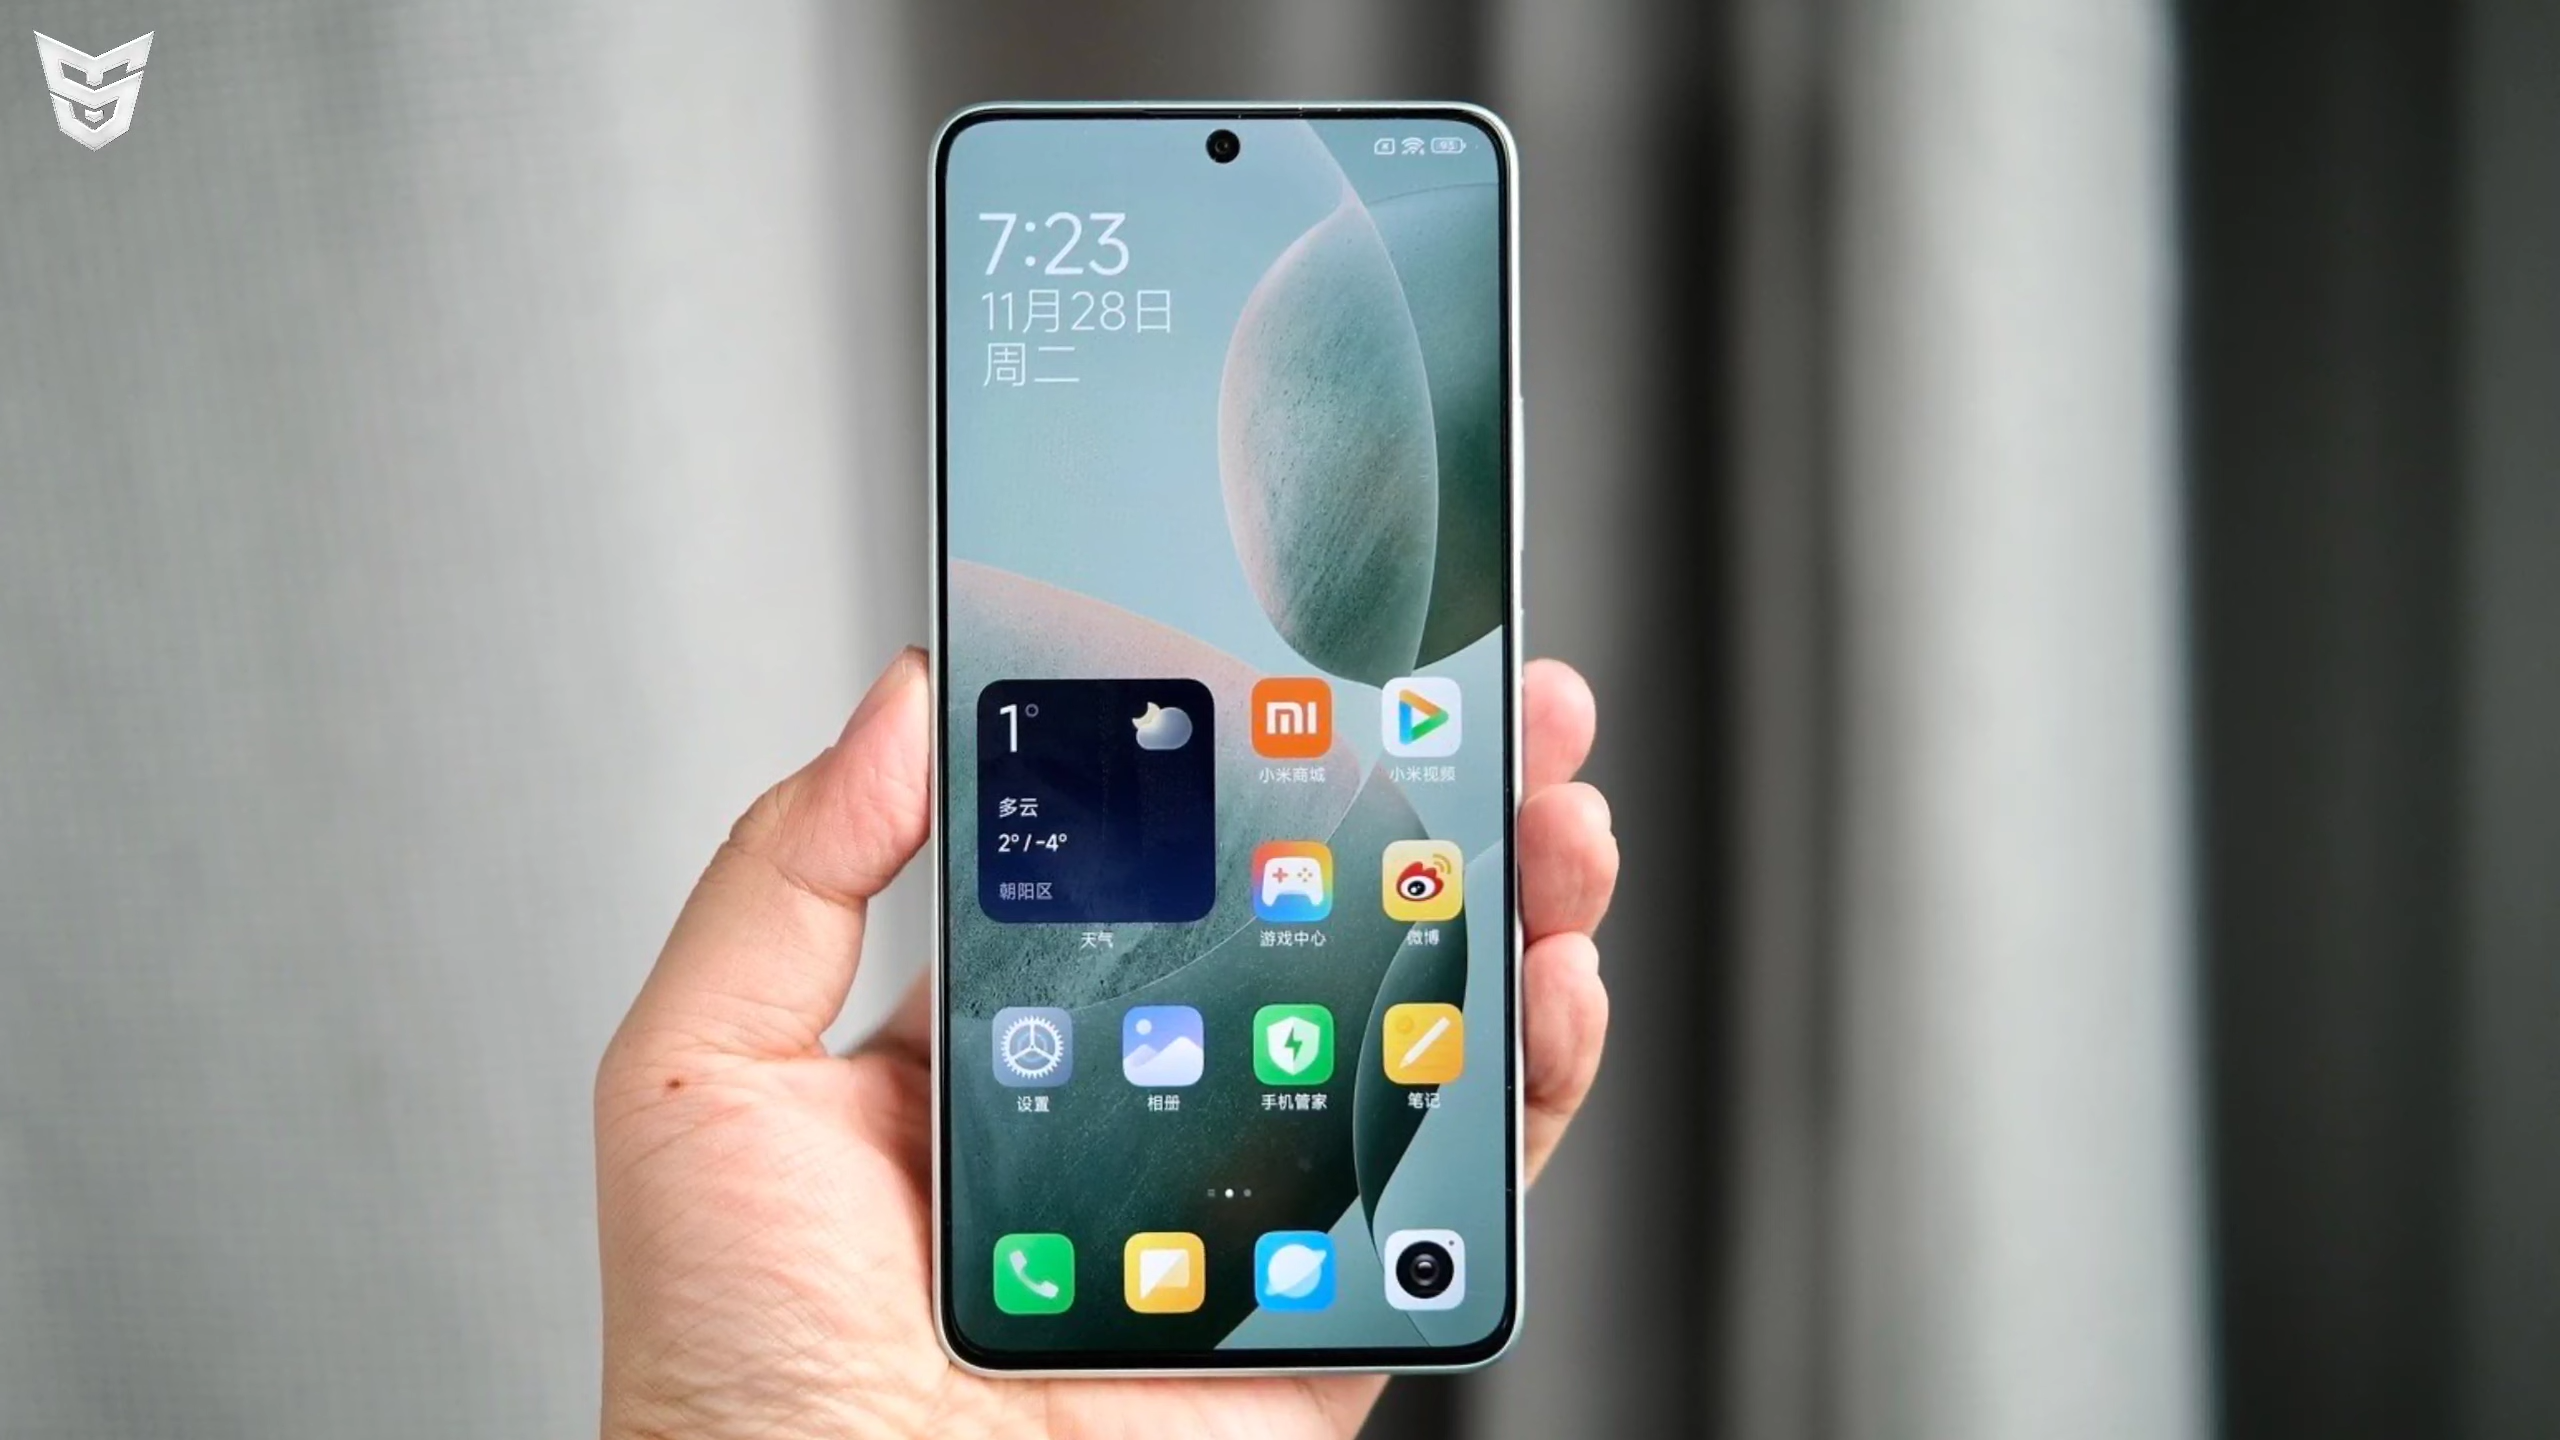 93
7:23
11月28日
周二
1°
多云
2° / -4°
朝阳区
天气
mi
小米商城
小米视频
游戏中心
微博
设置
相册
手机管家
笔记